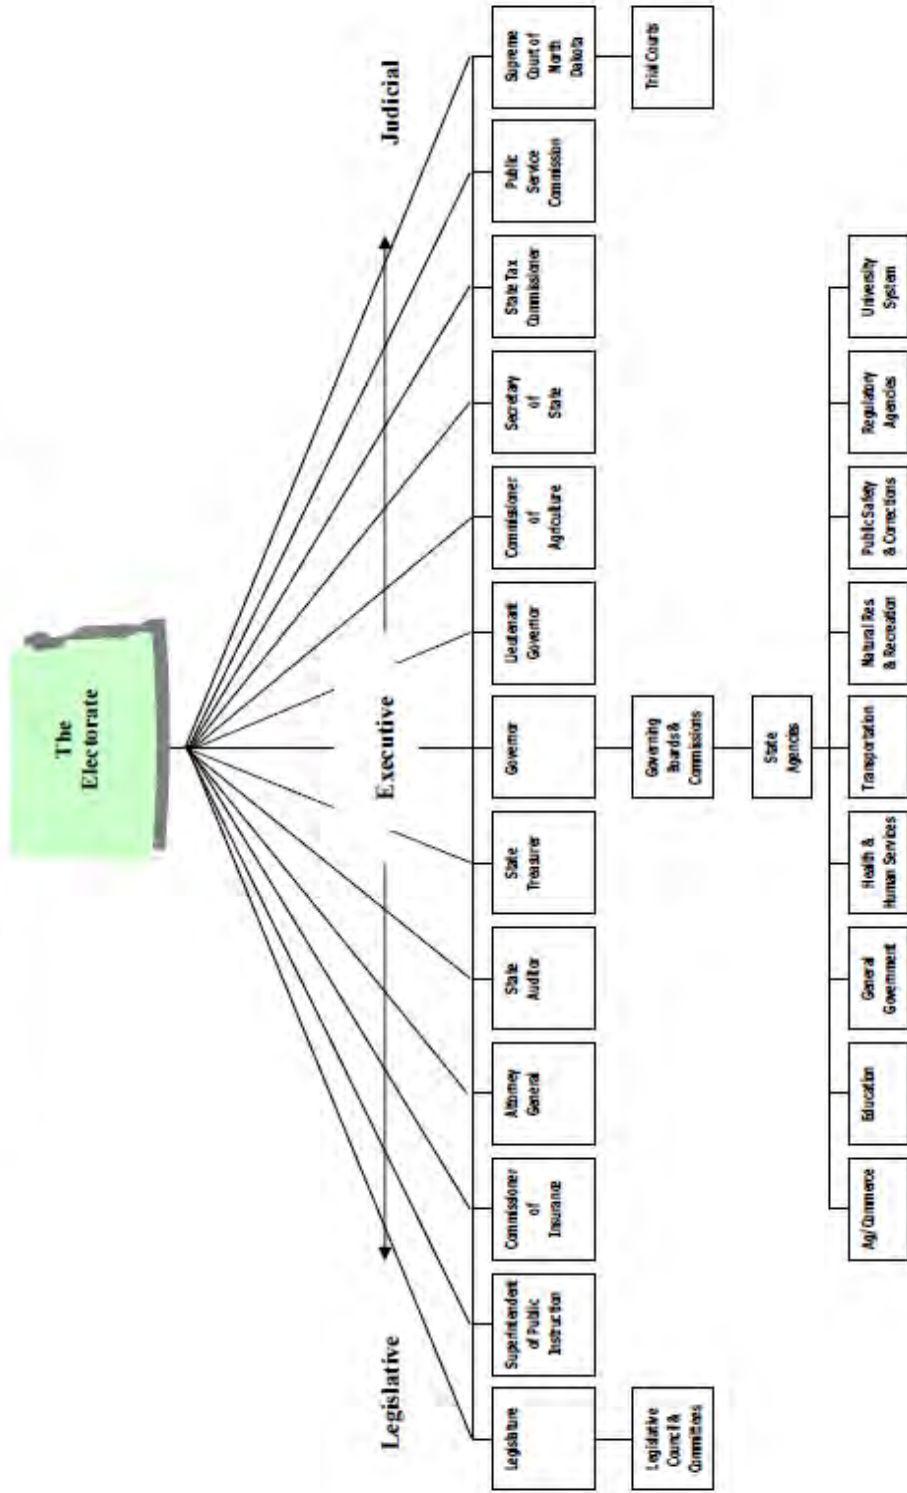 The
Electorate
Legislative
Executive
Judicial
Legislature
Superintendent
of Public
Instruction
Commissioner
of
Insurance
Attorney
General
State
Auditor
State
Treasurer
Governor
Lieutenant
Governor
Commissioner
of
Agriculture
Secretary
of
State
State Tax
Commissioner
Public
Service
Commission
Supreme
Court of
North
Dakota
Legislative
Council &
Committees
Governing
Boards &
Commissions
Trial Courts
State
Agencies
Ag/Commerce
Education
General
Government
Health &
Human Services
Transportation
Natural Res.
& Recreation
Public Safety
& Corrections
Regulatory
Agencies
University
System